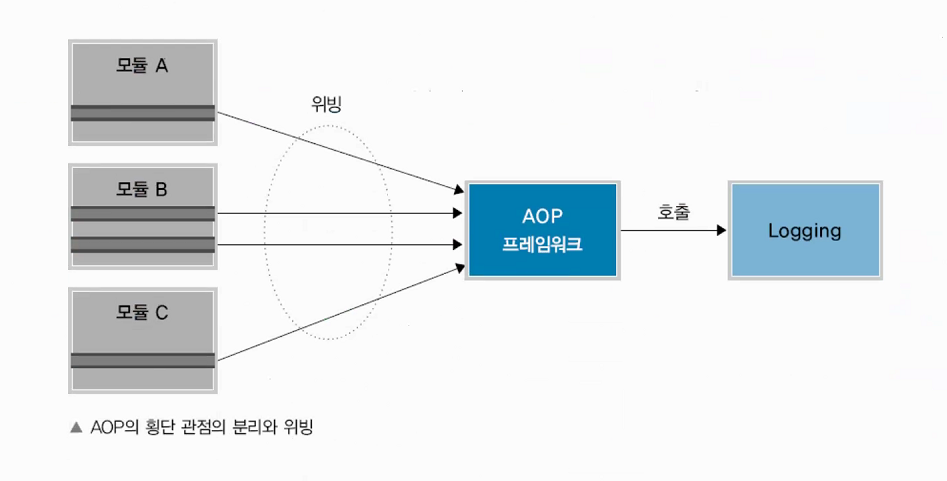 모듈 A
위빙
모듈 B
AOP
프레임워크
호출
Logging
모듈 C
▲ AOP의 횡단 관점의 분리와 위빙